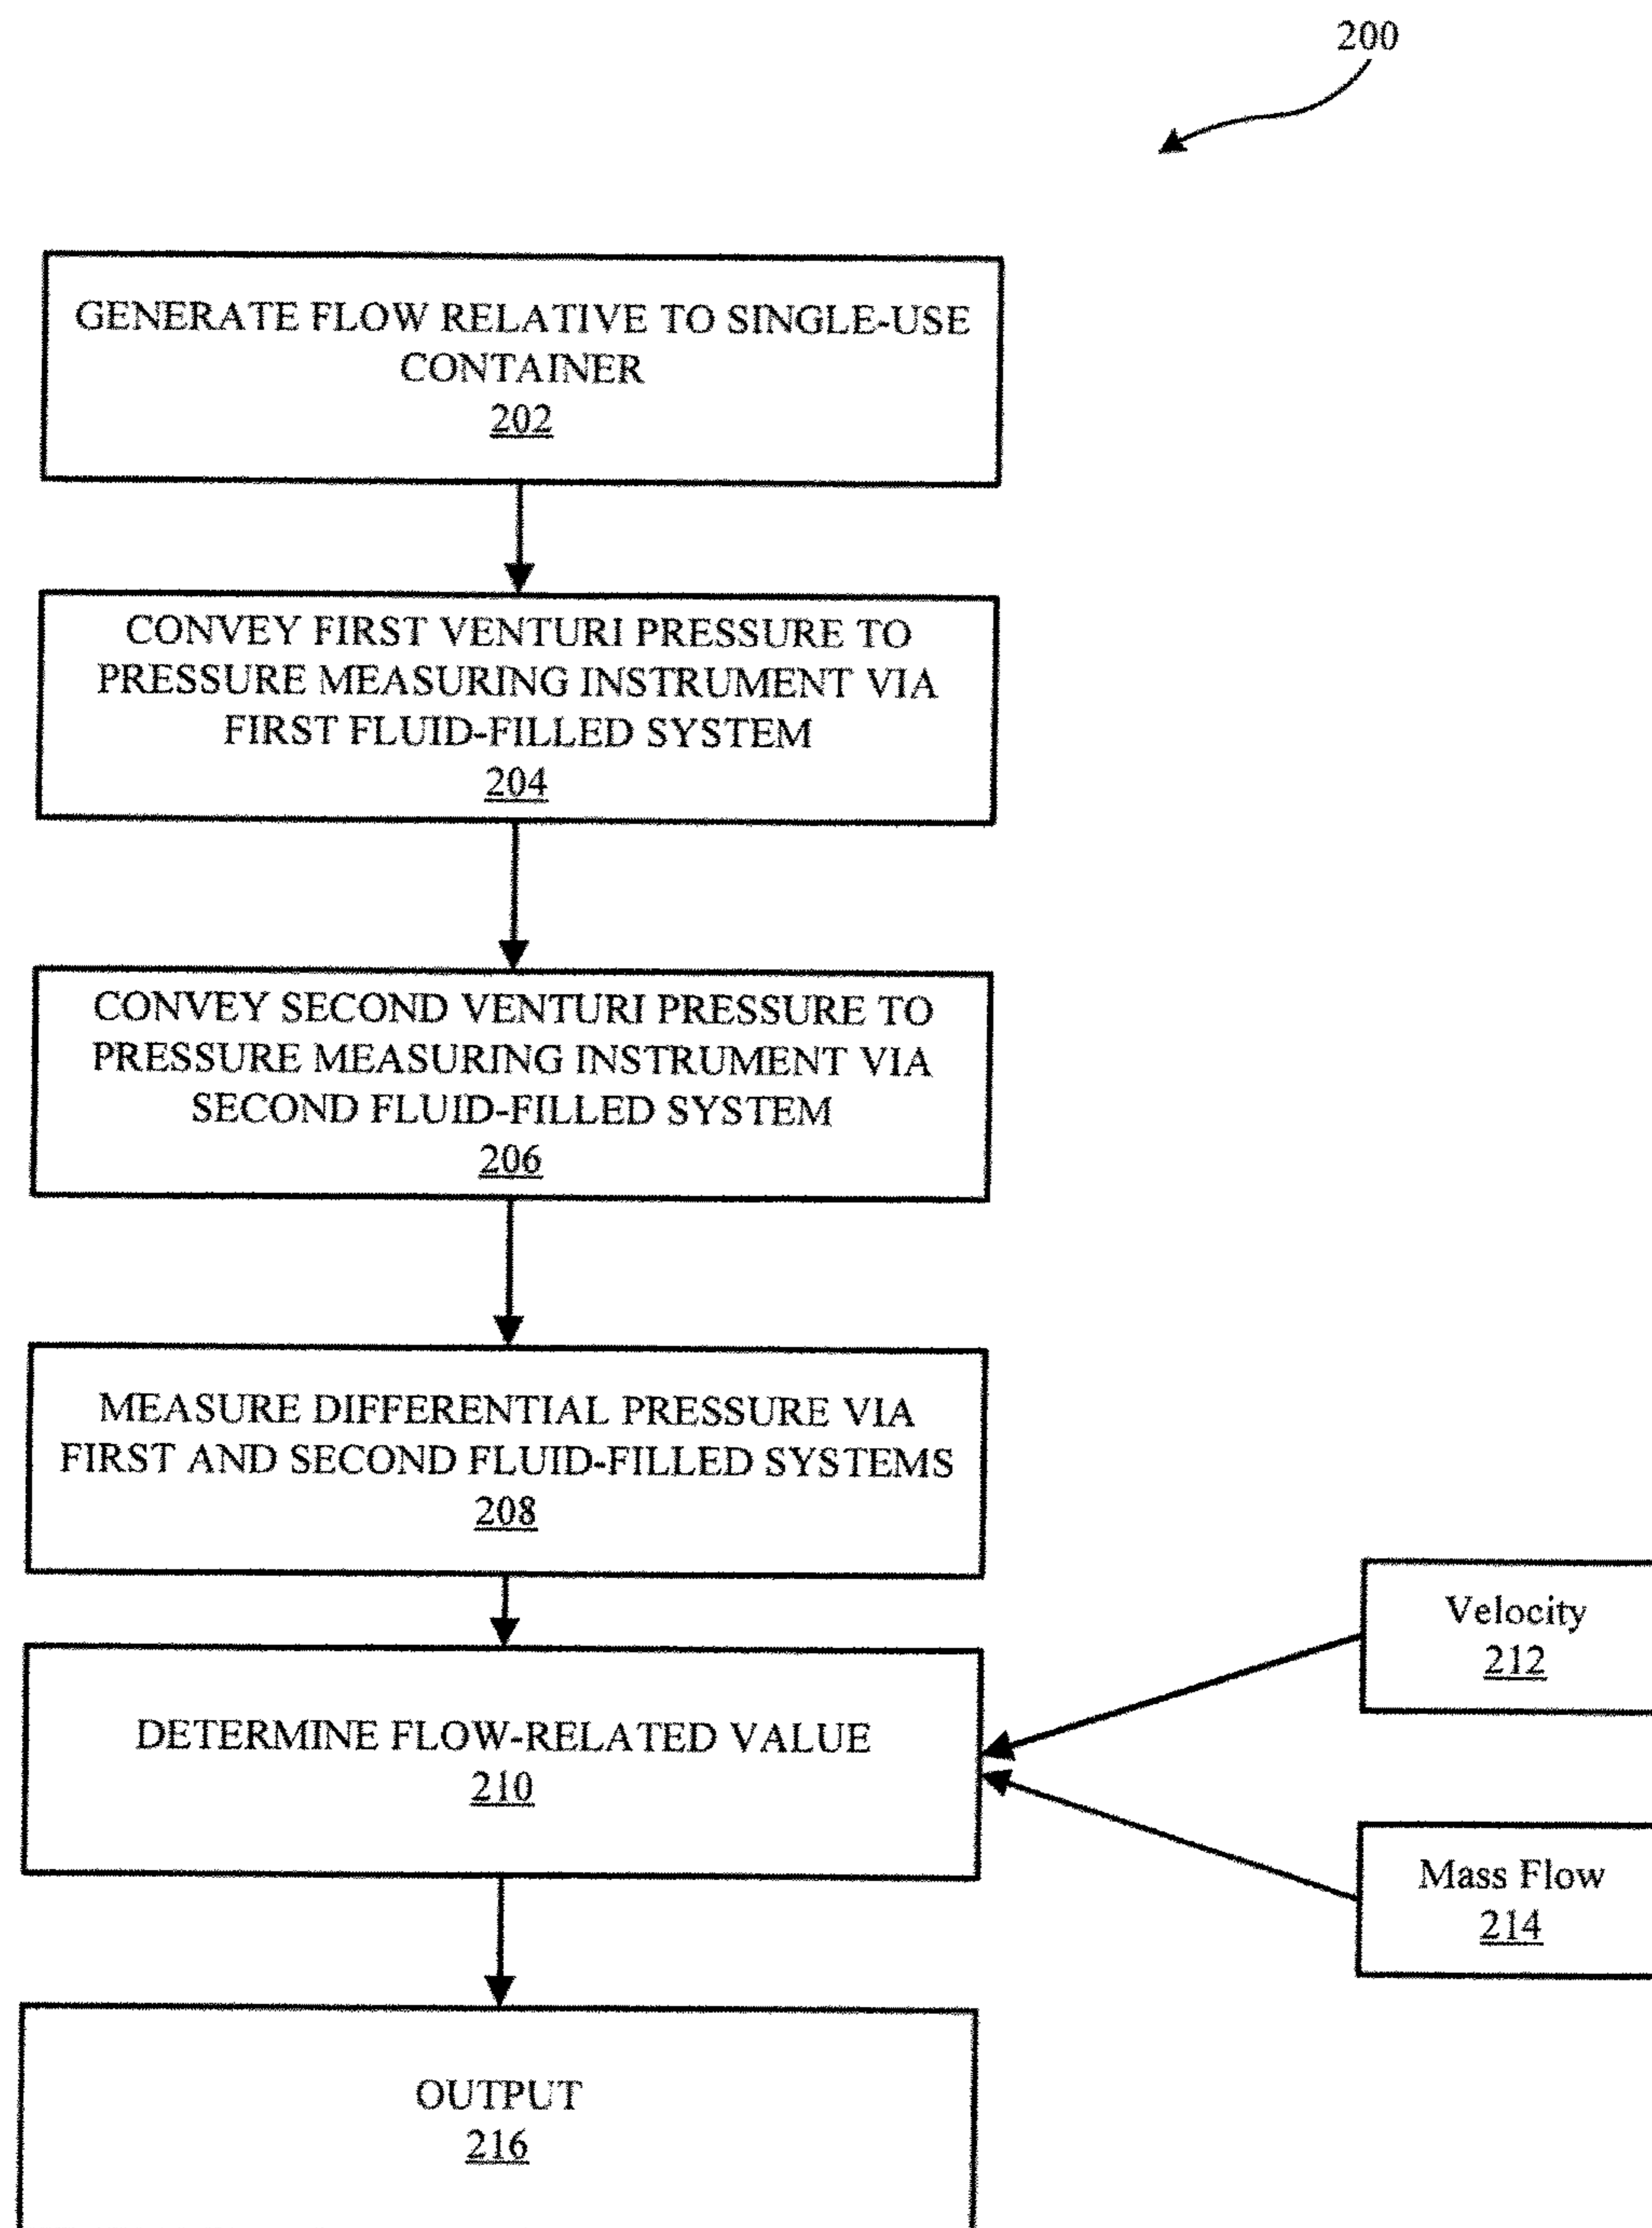 200
GENERATE FLOW RELATIVE TO SINGLE-USE
CONTAINER
202
CONVEY FIRST VENTURI PRESSURE TO
PRESSURE MEASURING INSTRUMENT VIA
FIRST FLUID-FILLED SYSTEM
204
CONVEY SECOND VENTURI PRESSURE TO
PRESSURE MEASURING INSTRUMENT VIA
SECOND FLUID-FILLED SYSTEM
206
MEASURE DIFFERENTIAL PRESSURE VIA
FIRST AND SECOND FLUID-FILLED SYSTEMS
208
DETERMINE FLOW-RELATED VALUE
210
Velocity
212
Mass Flow
214
OUTPUT
216